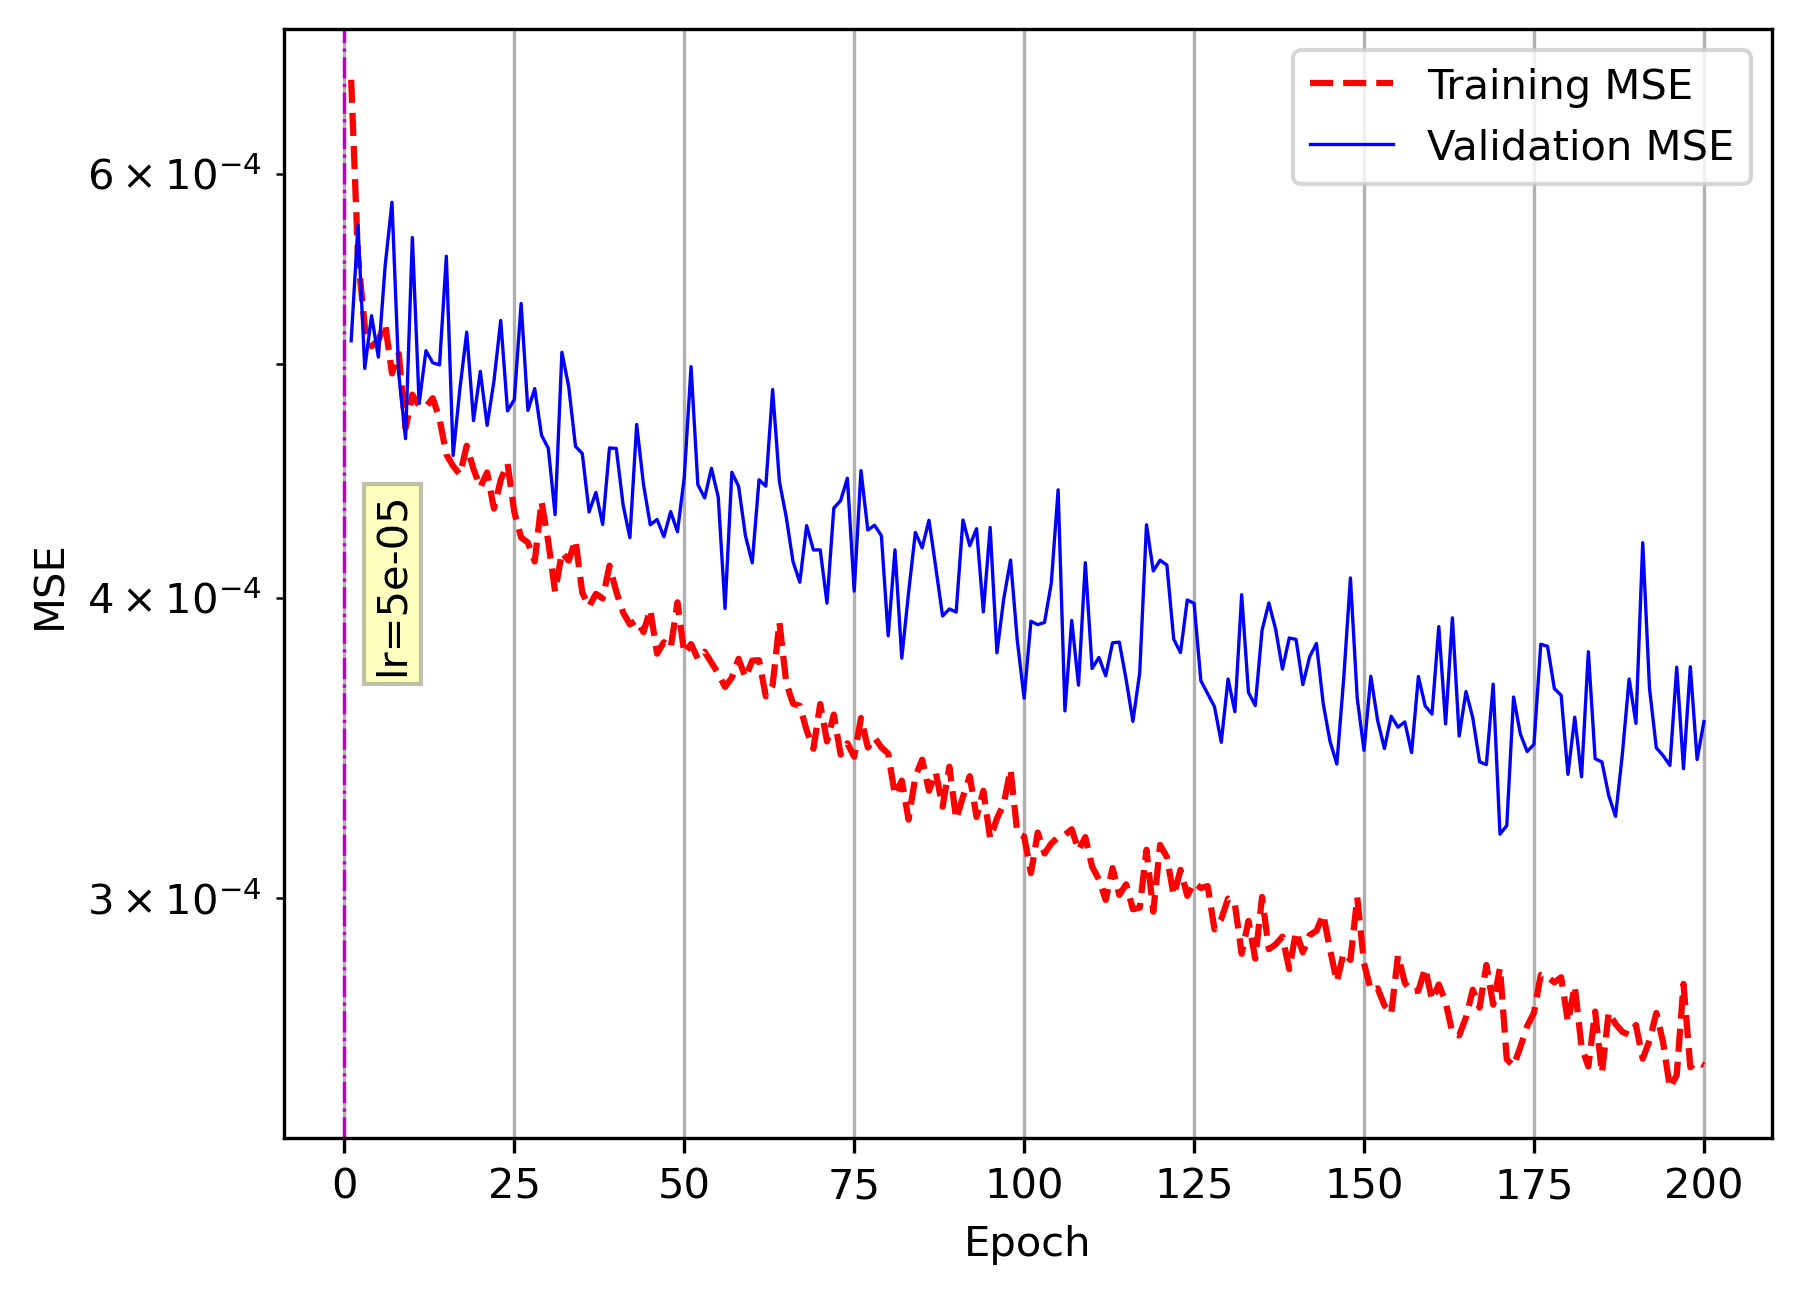 Training MSE
Validation MSE
6 × 10⁻⁴
4 × 10⁻⁴
3 × 10⁻⁴
MSE
lr=5e-05
0 25 50 75 100 125 150 175 200
Epoch